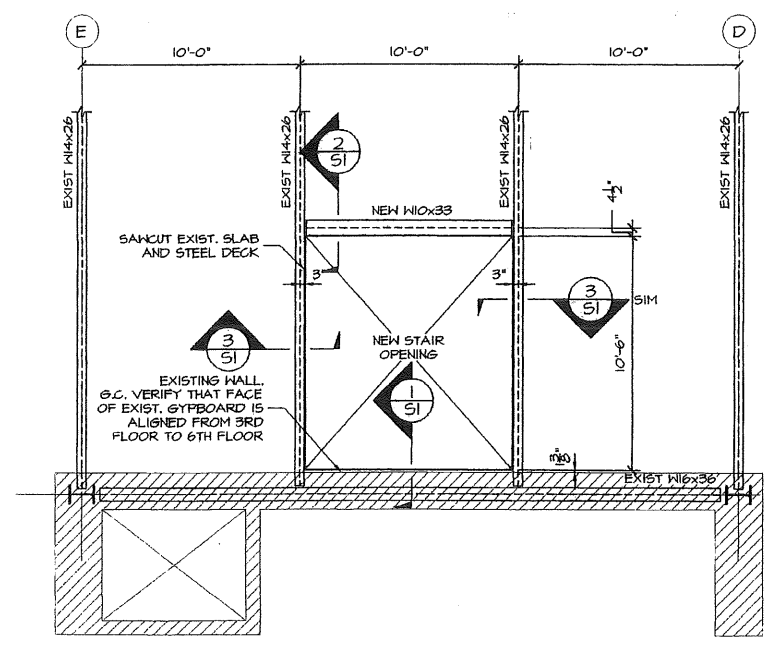 E
D
10'-0"
10'-0"
10'-0"
EXIST W14x26
EXIST W14x26
EXIST W14x26
EXIST W14x26
2
S1
4 1/2"
NEW W10x33
SAWCUT EXIST. SLAB
AND STEEL DECK
3"
3"
3
S1
SIM
3
S1
NEW STAIR
OPENING
10'-6"
EXISTING WALL.
G.C. VERIFY THAT FACE
OF EXIST. GYPBOARD IS
ALIGNED FROM 3RD
FLOOR TO 6TH FLOOR
1
S1
EXIST W16x36